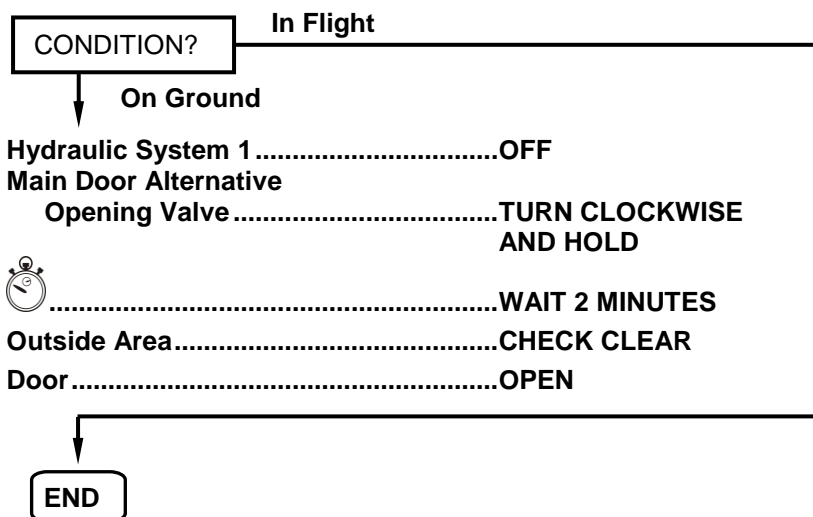 In Flight
CONDITION?
On Ground
Hydraulic System 1.................................OFF
Main Door Alternative
Opening Valve....................................TURN CLOCKWISE
AND HOLD
.............................................................WAIT 2 MINUTES
Outside Area............................................CHECK CLEAR
Door..........................................................OPEN
END